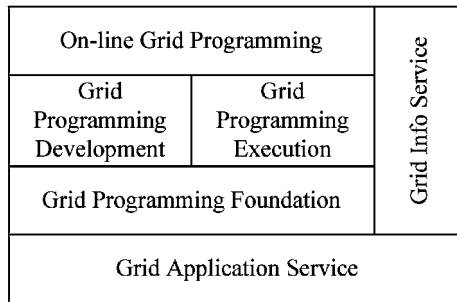 On-line Grid Programming
Grid
Programming
Development
Grid
Programming
Execution
Grid Programming Foundation
Grid Info Service
Grid Application Service